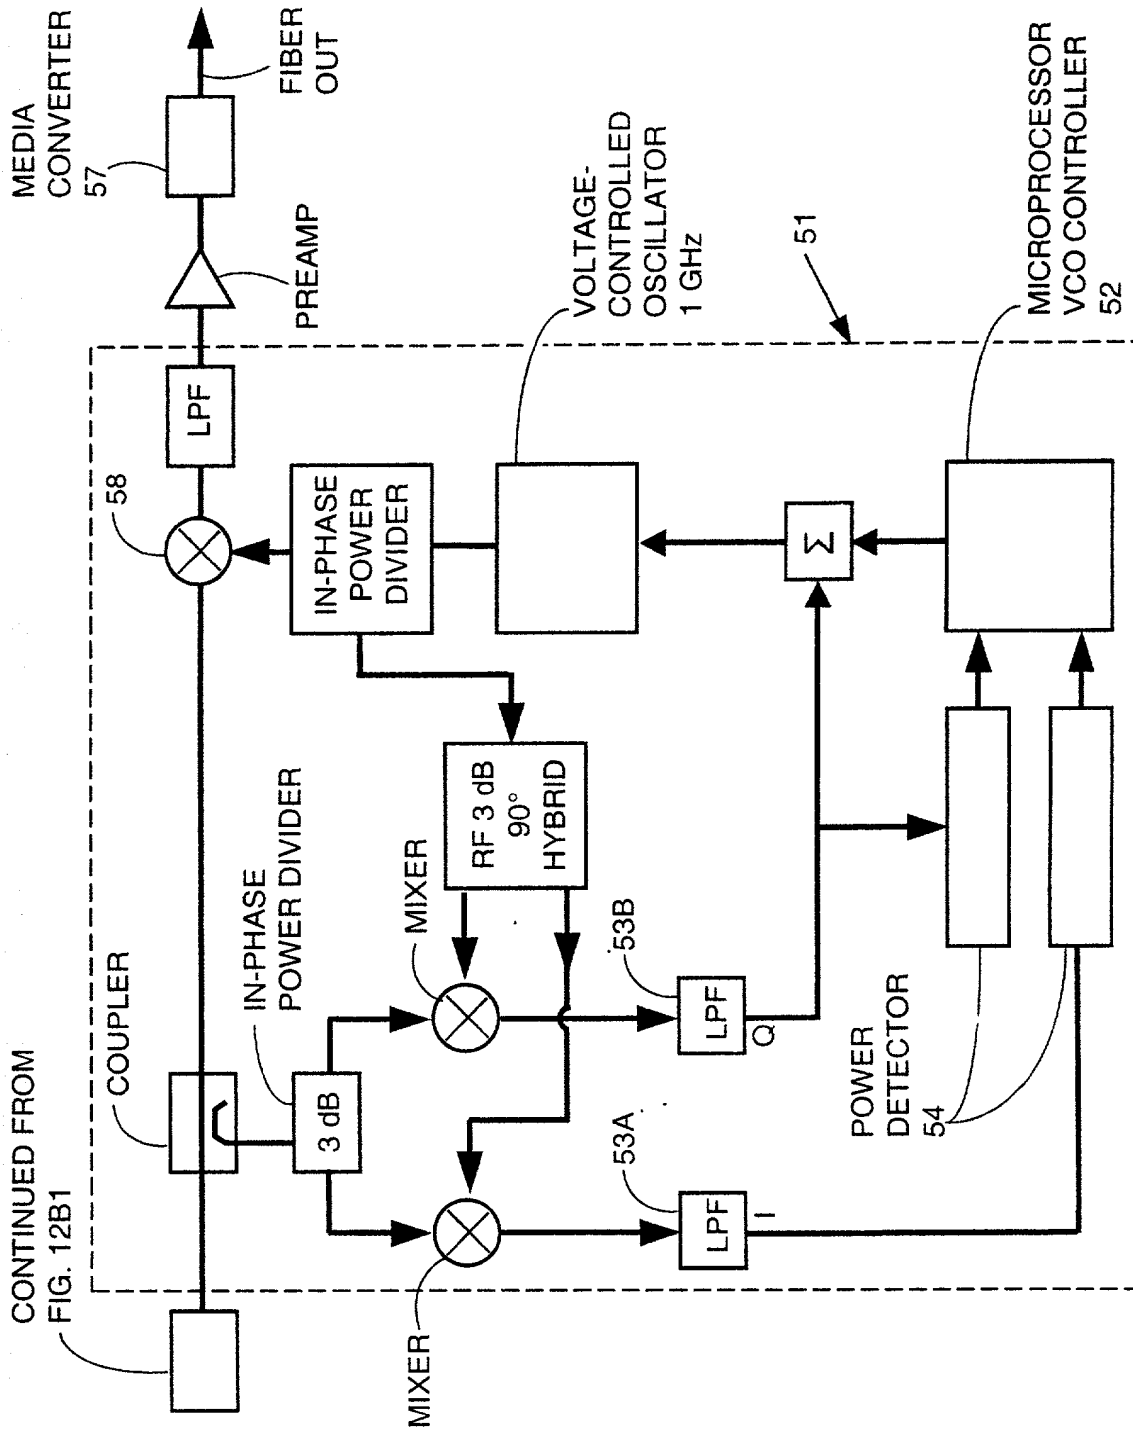 CONTINUED FROM
FIG. 12B1
COUPLER
IN-PHASE
POWER DIVIDER
3 dB
MIXER
MIXER
RF 3 dB
90°
HYBRID
58
LPF
IN-PHASE
POWER
DIVIDER
PREAMP
MEDIA
CONVERTER
57
FIBER
OUT
VOLTAGE-
CONTROLLED
OSCILLATOR
1 GHz
51
53A
LPF
I
53B
LPF
Q
Σ
POWER
DETECTOR
54
MICROPROCESSOR
VCO CONTROLLER
52